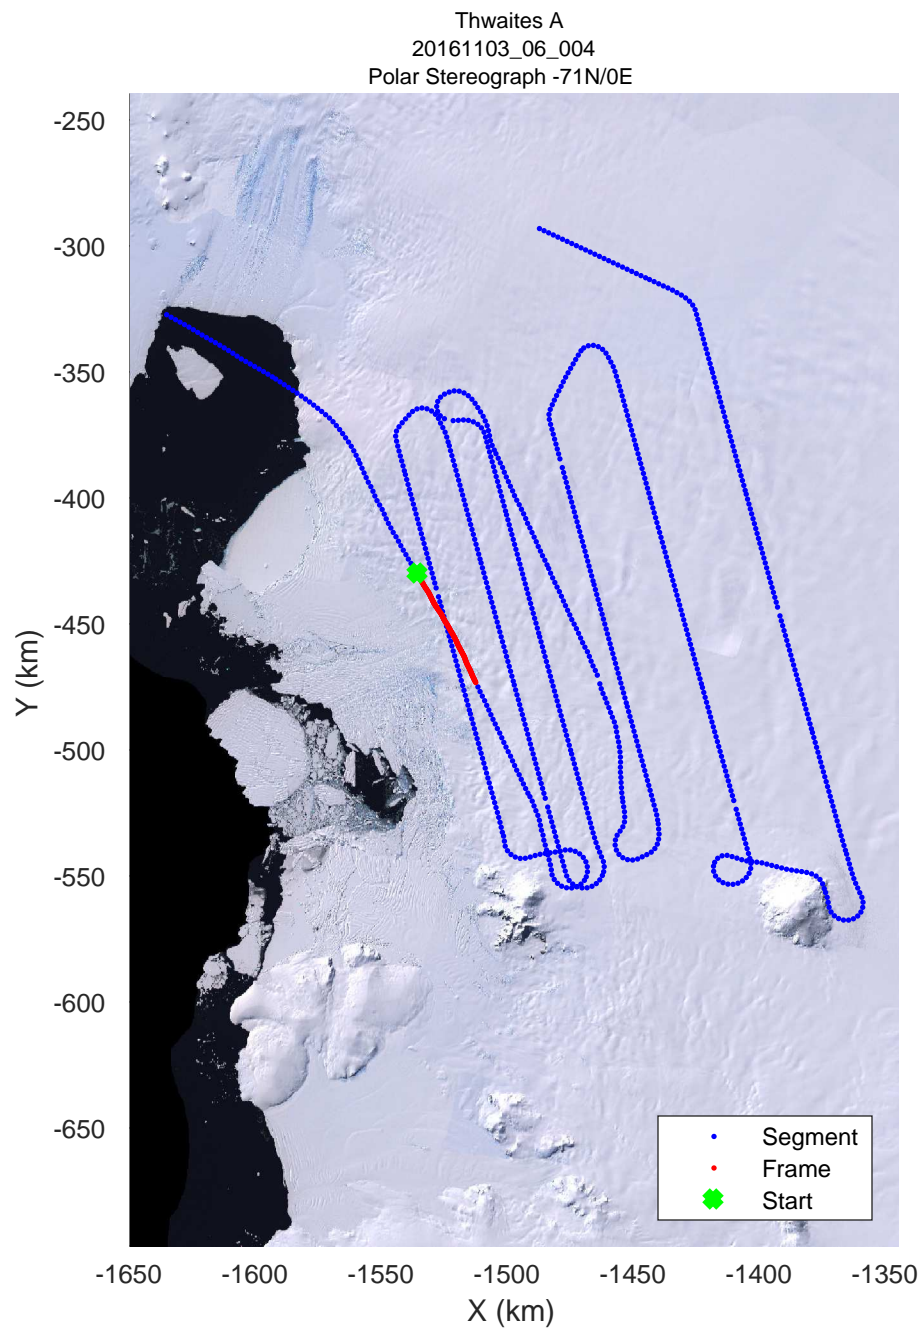 Thwaites A
20161103_06_004
Polar Stereograph -71N/0E
-250
-300
-350
-400
-450
-500
-550
-600
-650
Y (km)
Segment
Frame
Start
-1650 -1600 -1550 -1500 -1450 -1400 -1350
X (km)